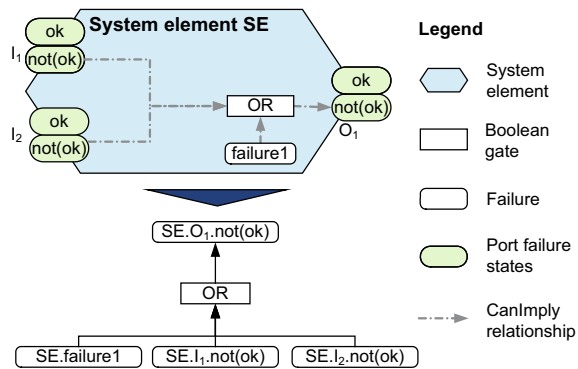 System element SE
ok
I₁
not(ok)
ok
I₂
not(ok)
OR
failure1
ok
not(ok)
O₁
SE.O₁.not(ok)
OR
SE.failure1
SE.I₁.not(ok)
SE.I₂.not(ok)
Legend
System
element
Boolean
gate
Failure
Port failure
states
CanImply
relationship